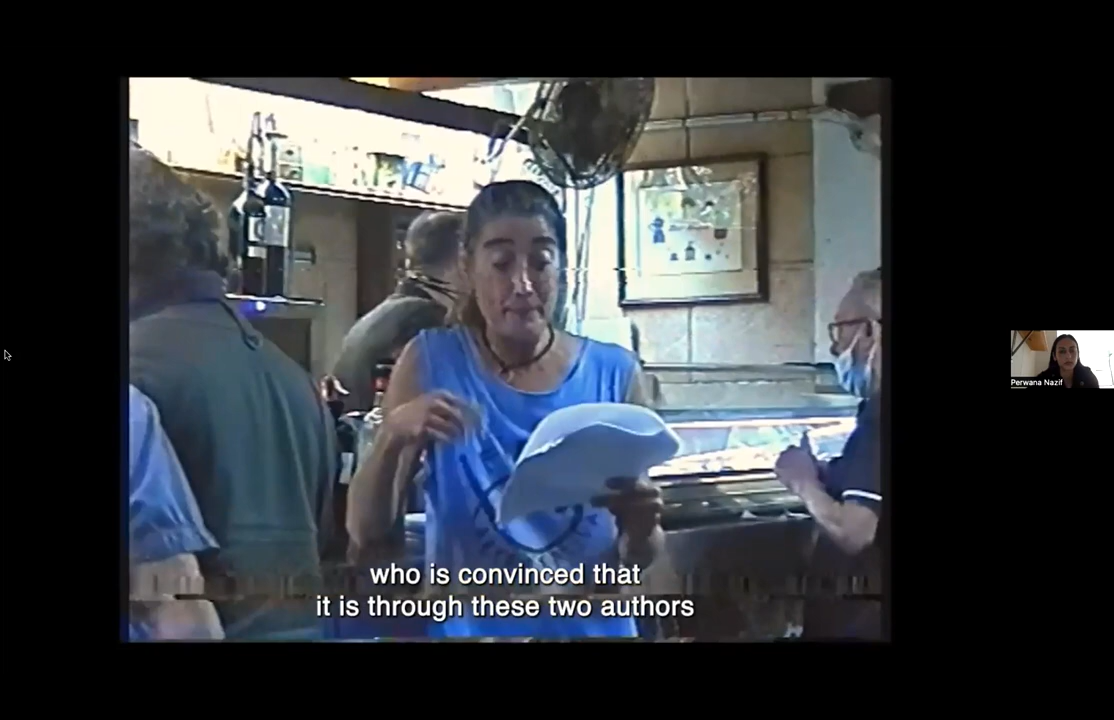 who is convinced that
it is through these two authors
Perwana Nazif